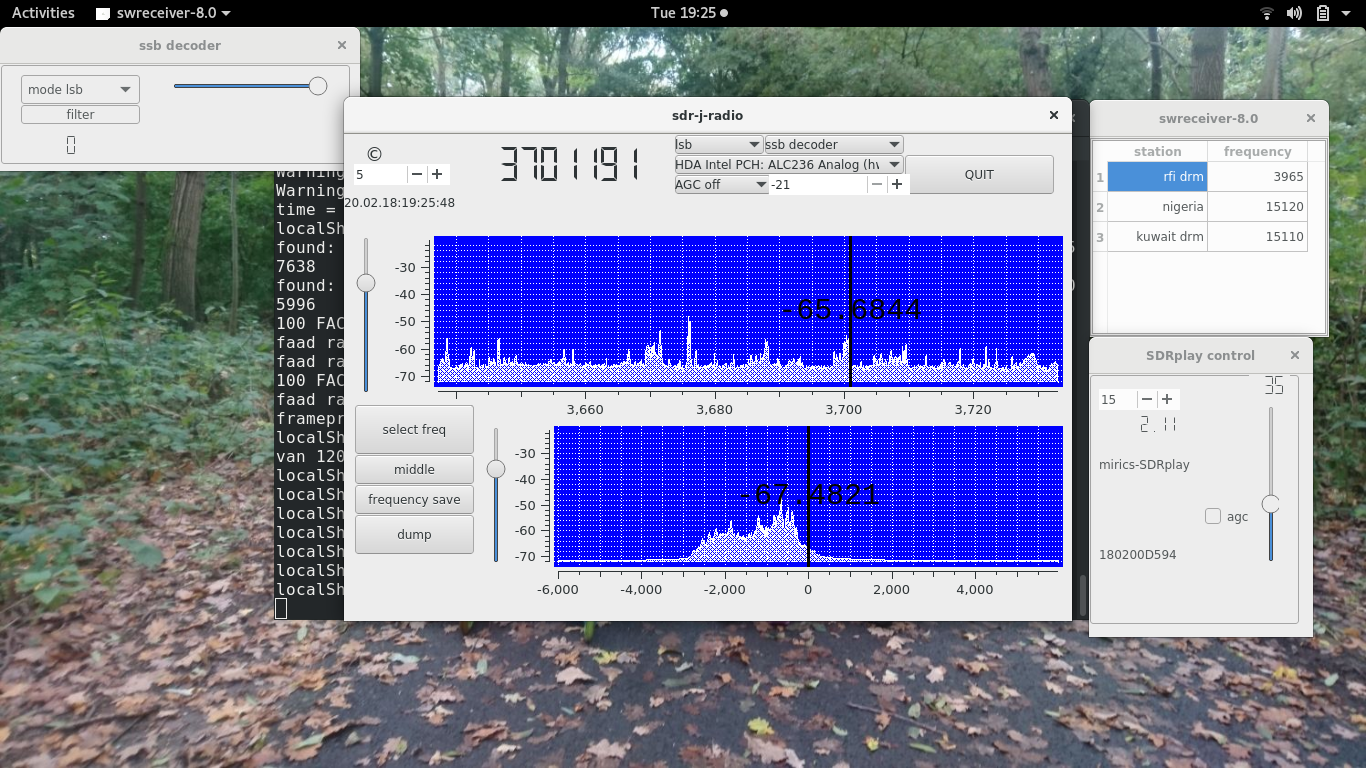 Activities swreceiver-8.0 Tue 19:25
ssb decoder
mode lsb
filter
0
Warning
time =
localSh
found:
7638
found:
5996
100 FAC
faad ra
faad ra
100 FAC
faad ra
framepr
localSh
van 120
localSh
localSh
localSh
localSh
localSh
localSh
localSh
sdr-j-radio
©
5
3701191
lsb
ssb decoder
HDA Intel PCH: ALC236 Analog (hw
AGC off
-21
QUIT
20.02.18:19:25:48
-30
-40
-50
-60
-70
-65.6844
3,660 3,680 3,700 3,720
select freq
middle
frequency save
dump
-30
-40
-50
-60
-70
-67.4821
-6,000 -4,000 -2,000 0 2,000 4,000
swreceiver-8.0
station frequency
1 rfi drm 3965
2 nigeria 15120
3 kuwait drm 15110
SDRplay control
35
15
2.11
mirics-SDRplay
agc
180200D594